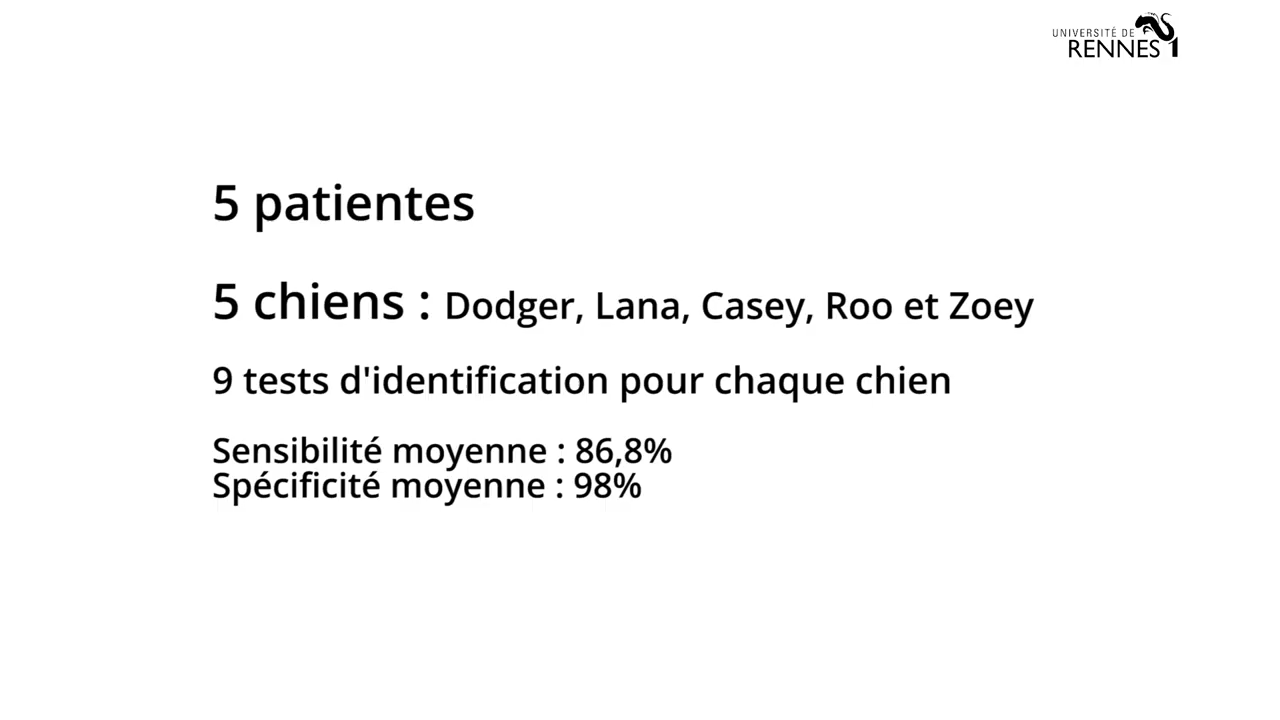 UNIVERSITÉ DE
RENNES 1
5 patientes
5 chiens : Dodger, Lana, Casey, Roo et Zoey
9 tests d'identification pour chaque chien
Sensibilité moyenne : 86,8%
Spécificité moyenne : 98%